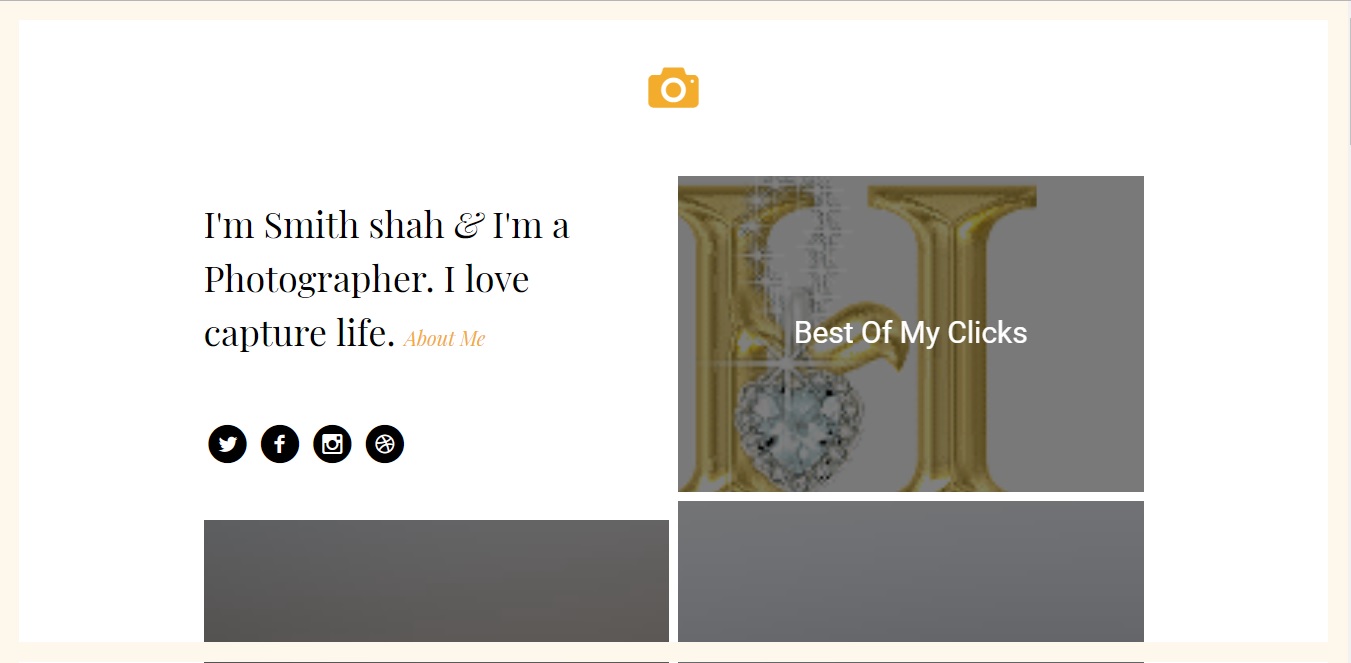 I'm Smith shah & I'm a
Photographer. I love
capture life. About Me
H
Best Of My Clicks